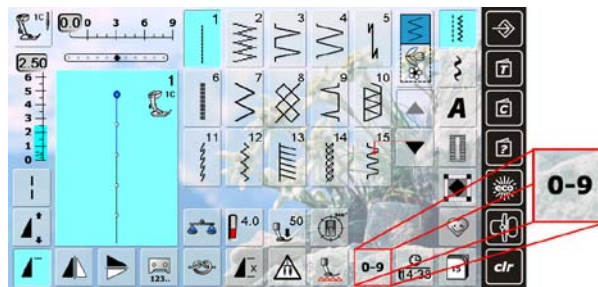 1C 0.0 0 3 6 9 1 2 3 4 5
2.50
6 5 4 3 2 1 0
1 1C 6 7 8 9 10
A
T
C
?
11 12 13 14 15
eco
0-9
4.0 50
123.. x 0-9 14:38 15 clr